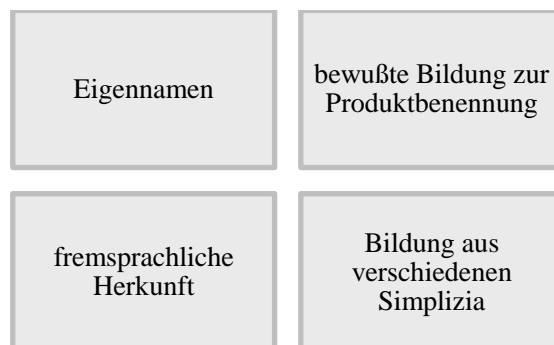 Eigennamen
bewußte Bildung zur
Produktbenennung
fremsprachliche
Herkunft
Bildung aus
verschiedenen
Simplizia